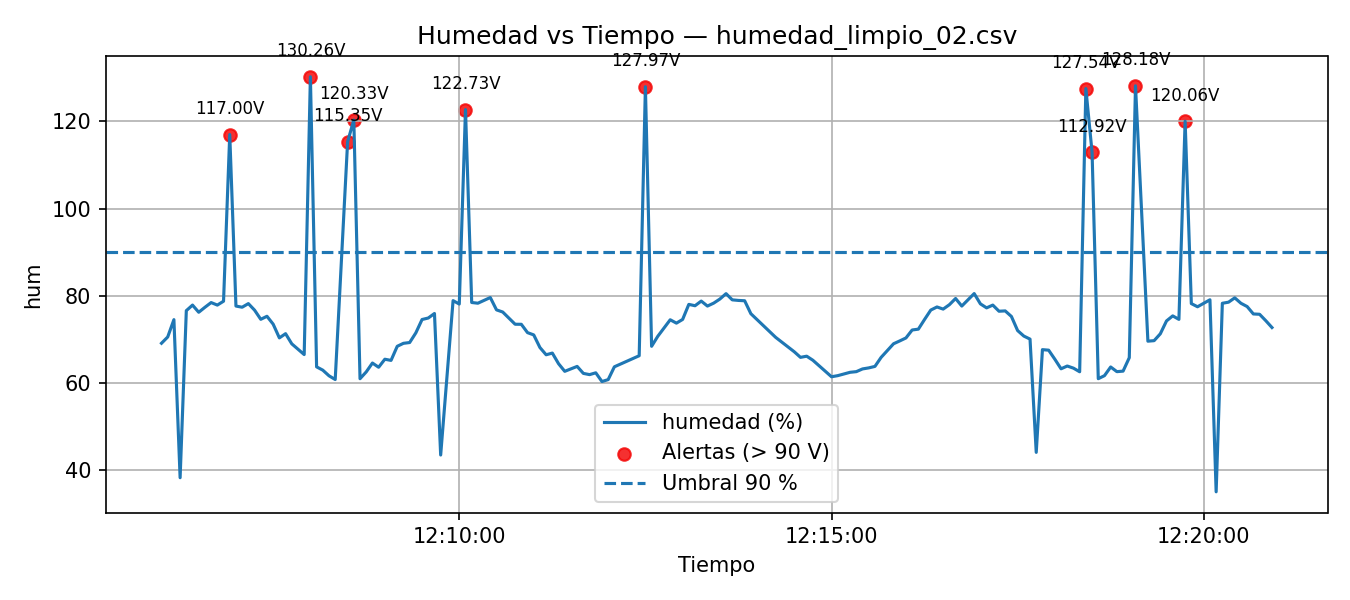 Humedad vs Tiempo — humedad_limpio_02.csv
130.26V
127.97V
127.54V
128.18V
122.73V
120.33V
120.06V
117.00V
115.35V
112.92V
120
100
80
60
40
hum
humedad (%)
Alertas (> 90 V)
Umbral 90 %
12:10:00
12:15:00
12:20:00
Tiempo